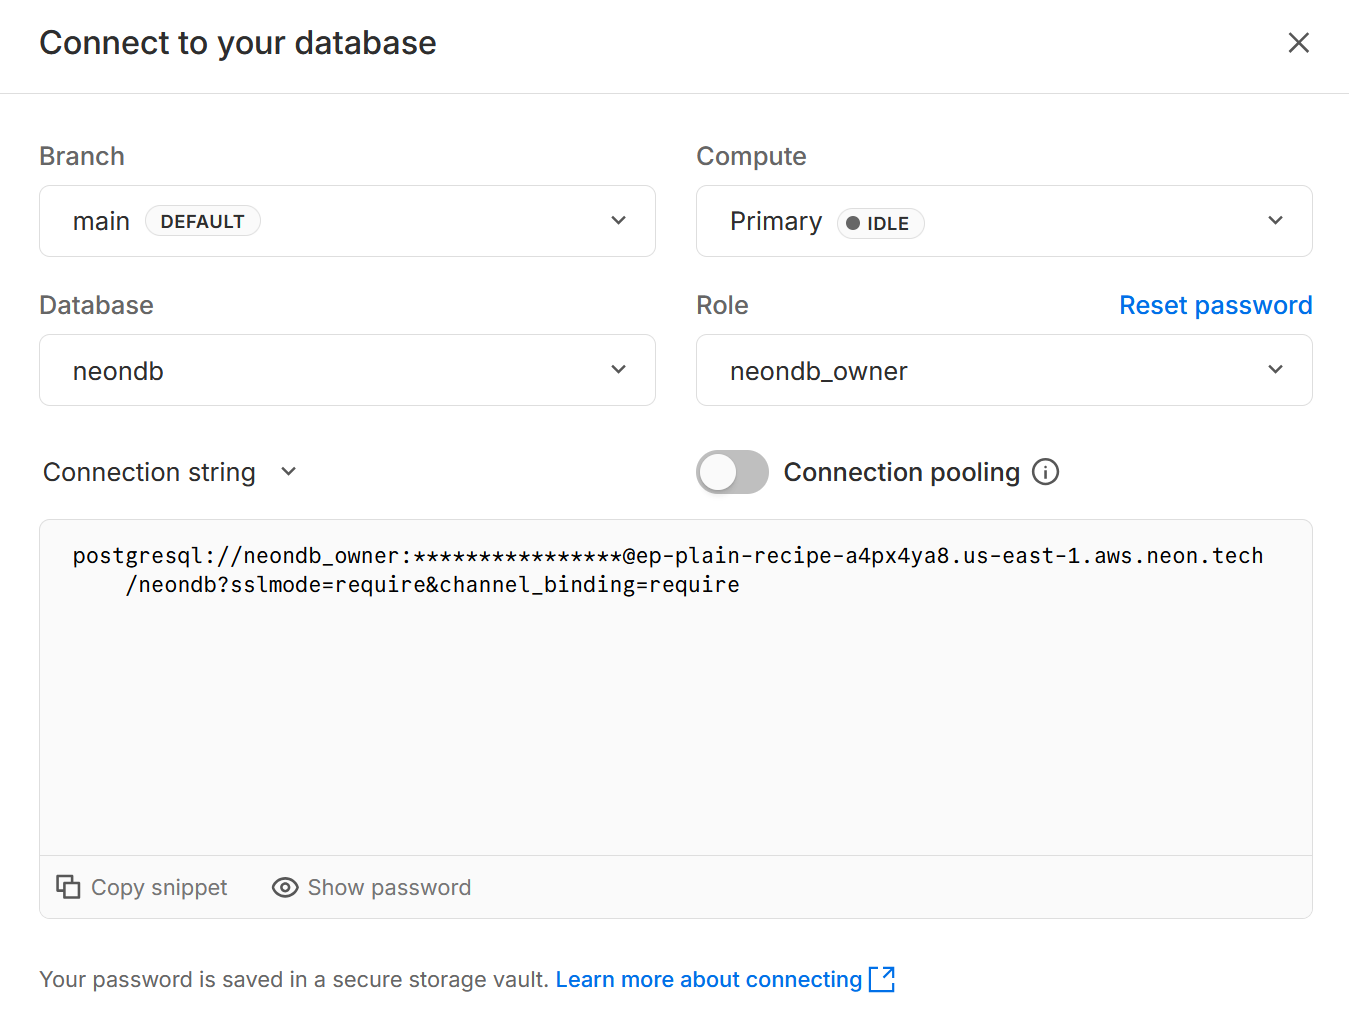 Connect to your database
Branch
Compute
main DEFAULT
Primary IDLE
Database
Role
Reset password
neondb
neondb_owner
Connection string
Connection pooling
postgresql://neondb_owner:****************@ep-plain-recipe-a4px4ya8.us-east-1.aws.neon.tech
/neondb?sslmode=require&channel_binding=require
Copy snippet
Show password
Your password is saved in a secure storage vault. Learn more about connecting